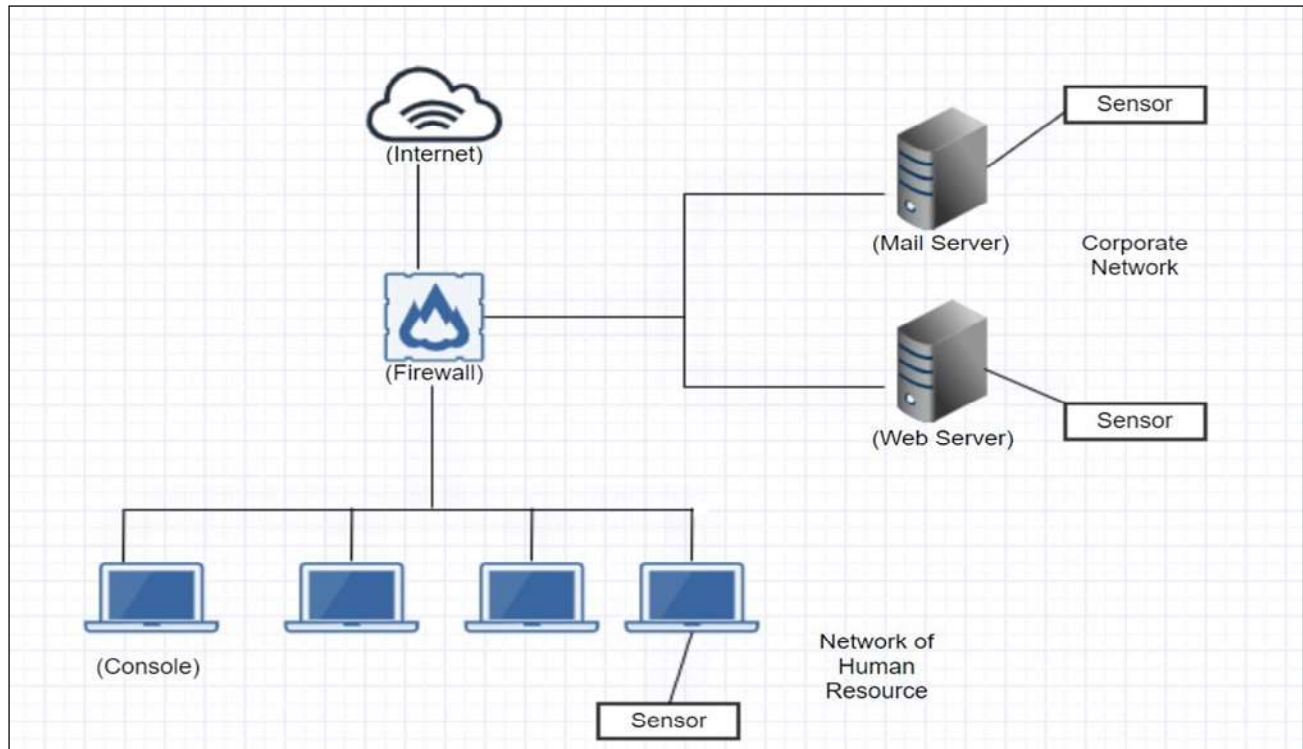 (Internet)
Sensor
(Mail Server)
Corporate
Network
(Firewall)
Sensor
(Web Server)
(Console)
Network of
Human
Resource
Sensor